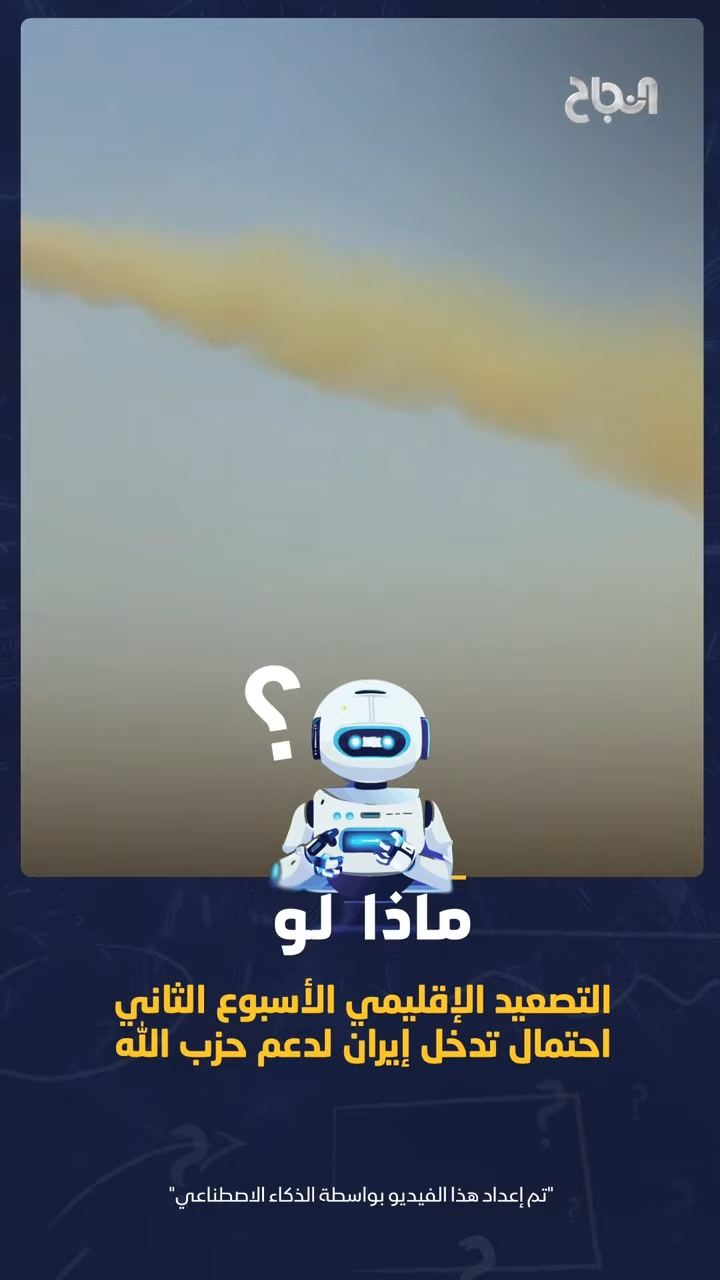 النجاح
؟
ماذا لو
التصعيد الإقليمي الأسبوع الثاني
احتمال تدخل إيران لدعم حزب الله
"تم إعداد هذا الفيديو بواسطة الذكاء الاصطناعي"